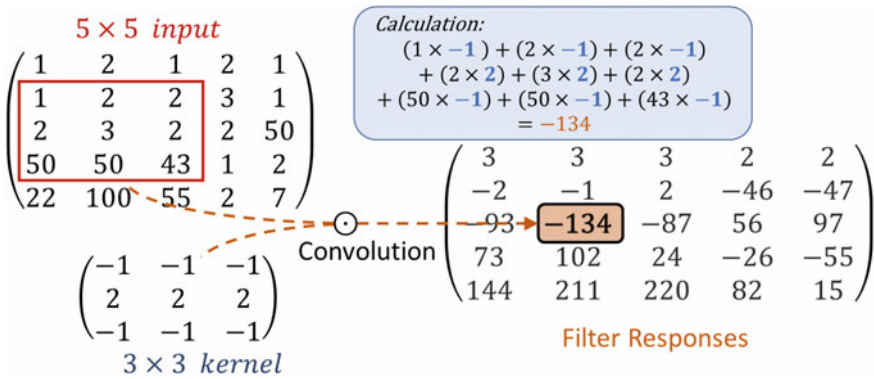 5 × 5 input
1 2 1 2 1
1 2 2 3 1
2 3 2 2 50
50 50 43 1 2
22 100 55 2 7
Calculation:
(1 × −1 ) + (2 × −1) + (2 × −1)
+ (2 × 2) + (3 × 2) + (2 × 2)
+ (50 × −1) + (50 × −1) + (43 × −1)
= −134
−1 −1 −1
2 2 2
−1 −1 −1
3 × 3 kernel
Convolution
3 3 3 2 2
−2 −1 2 −46 −47
−93 −134 −87 56 97
73 102 24 −26 −55
144 211 220 82 15
Filter Responses